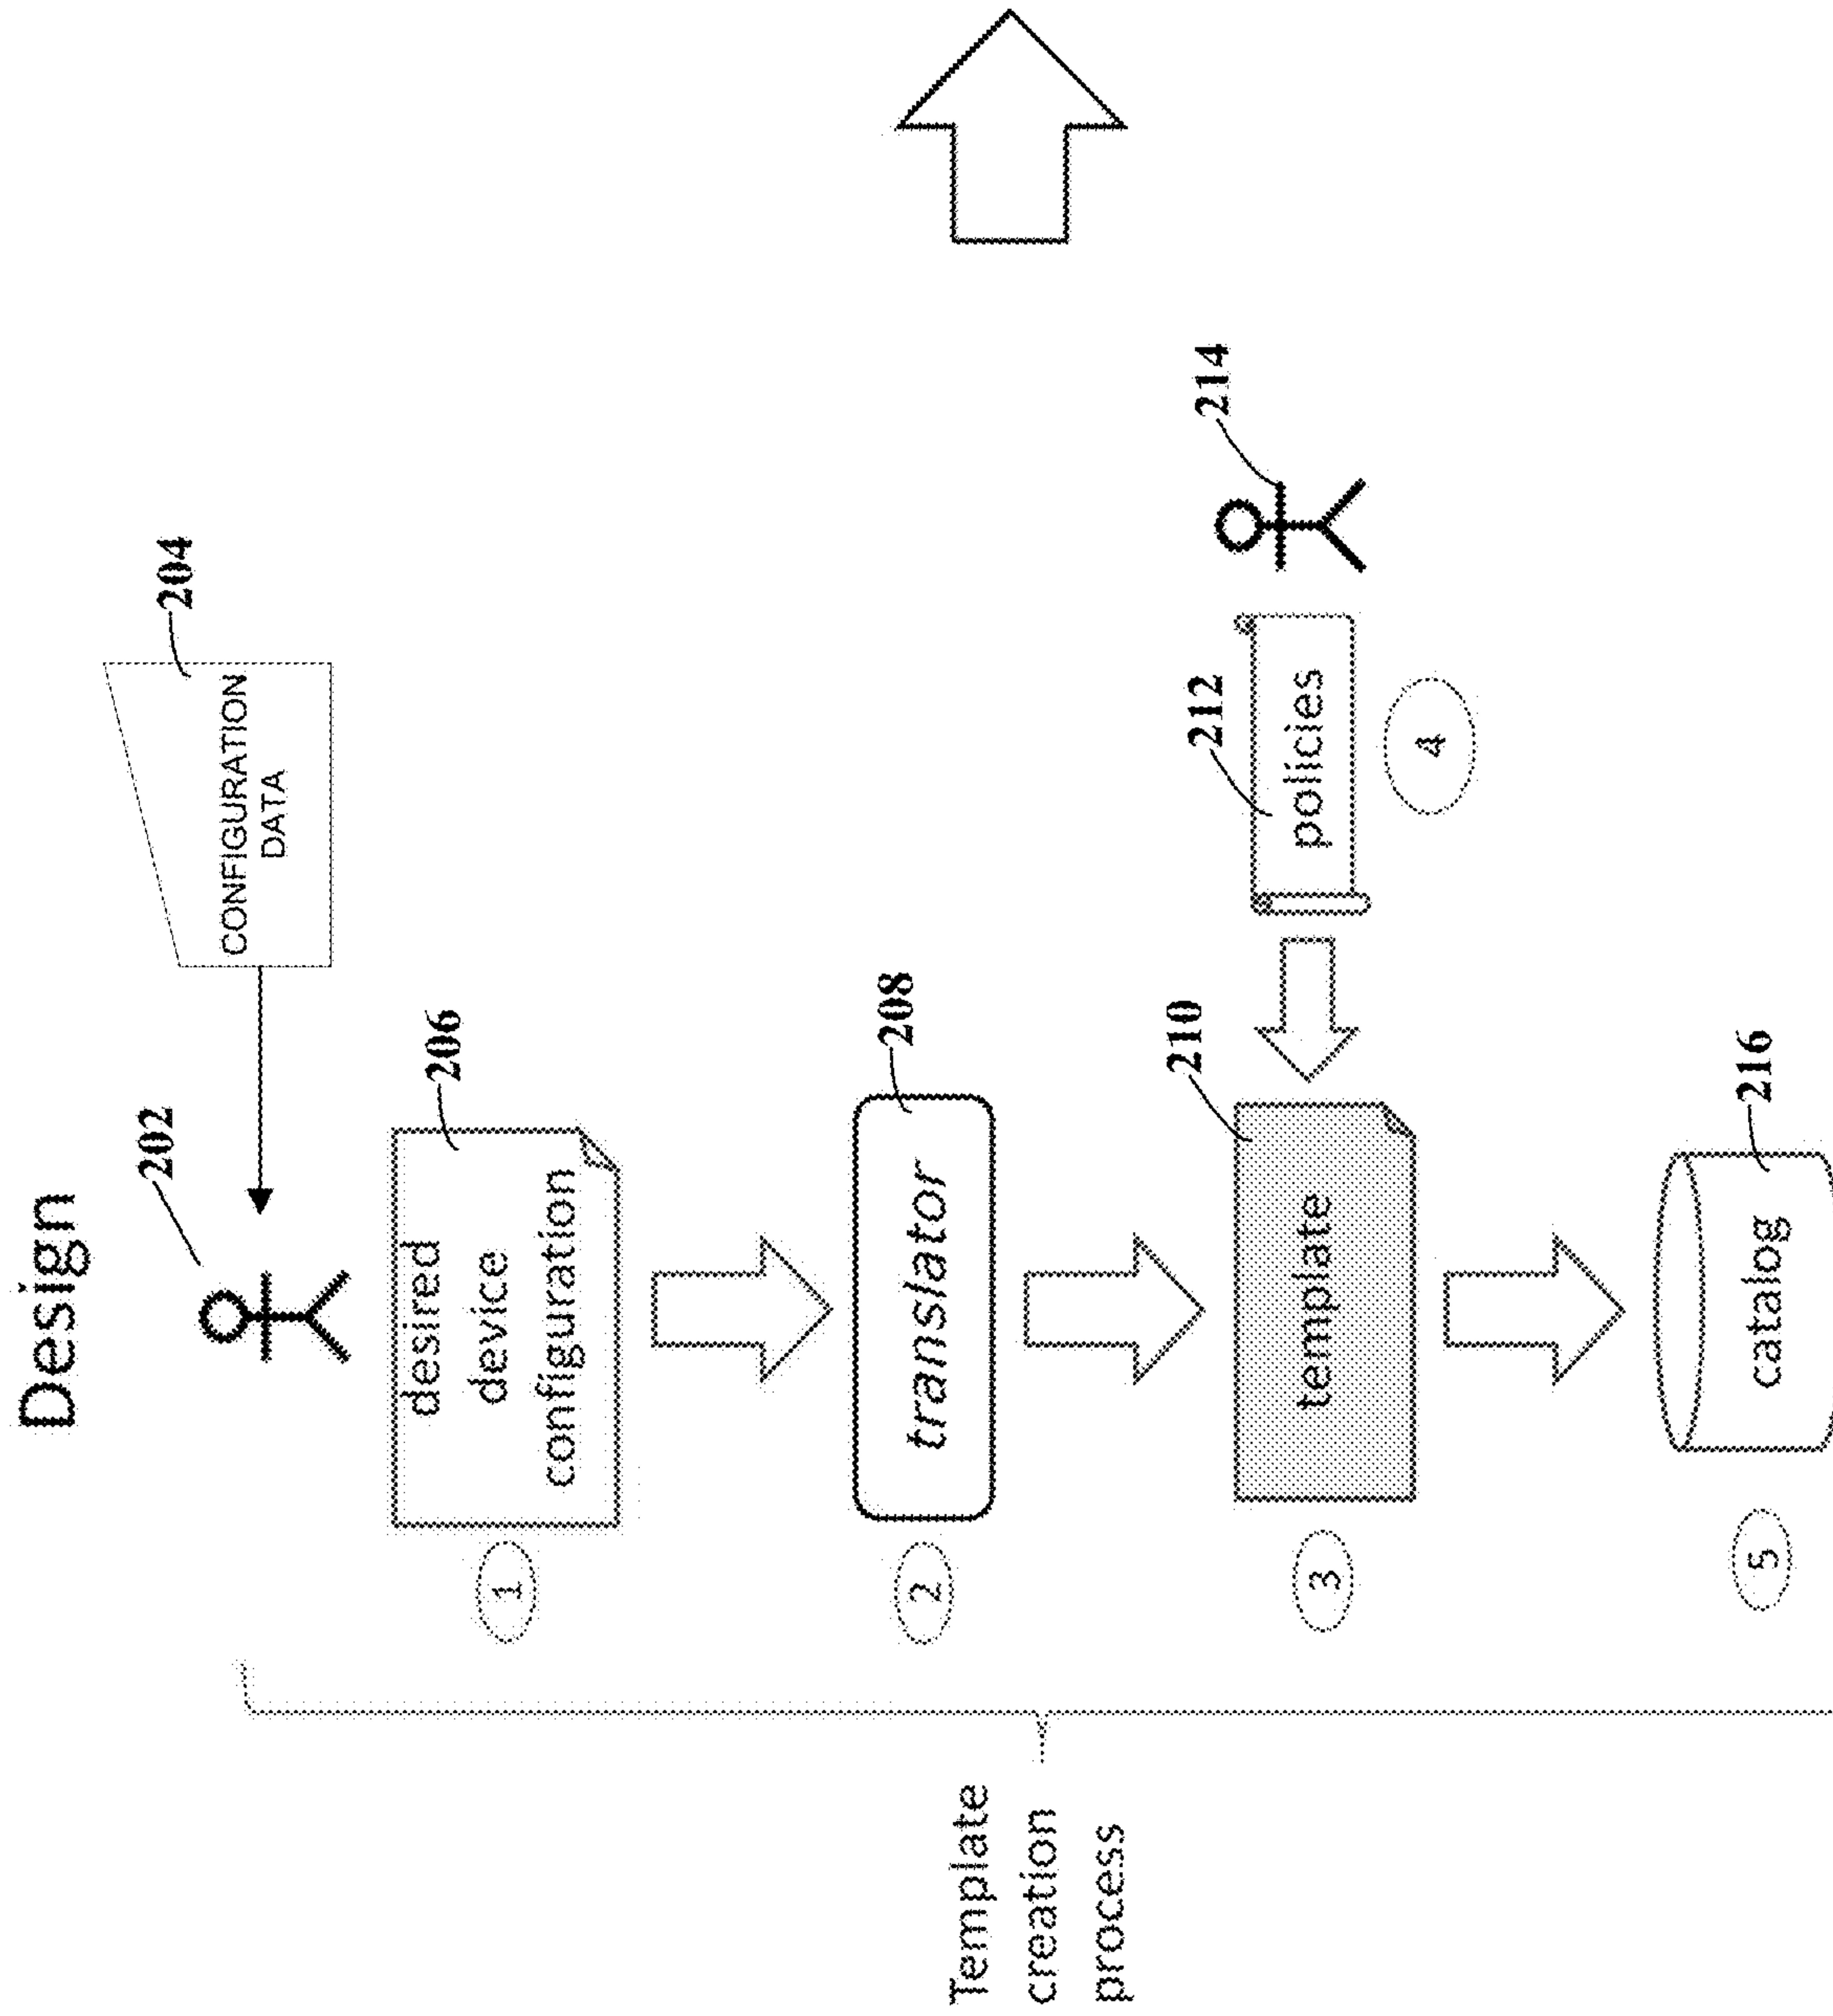 Design
202
204
CONFIGURATION
DATA
206
desired
device
configuration
1
208
translator
2
Template
creation
process
210
template
3
212
policies
214
4
216
catalog
5